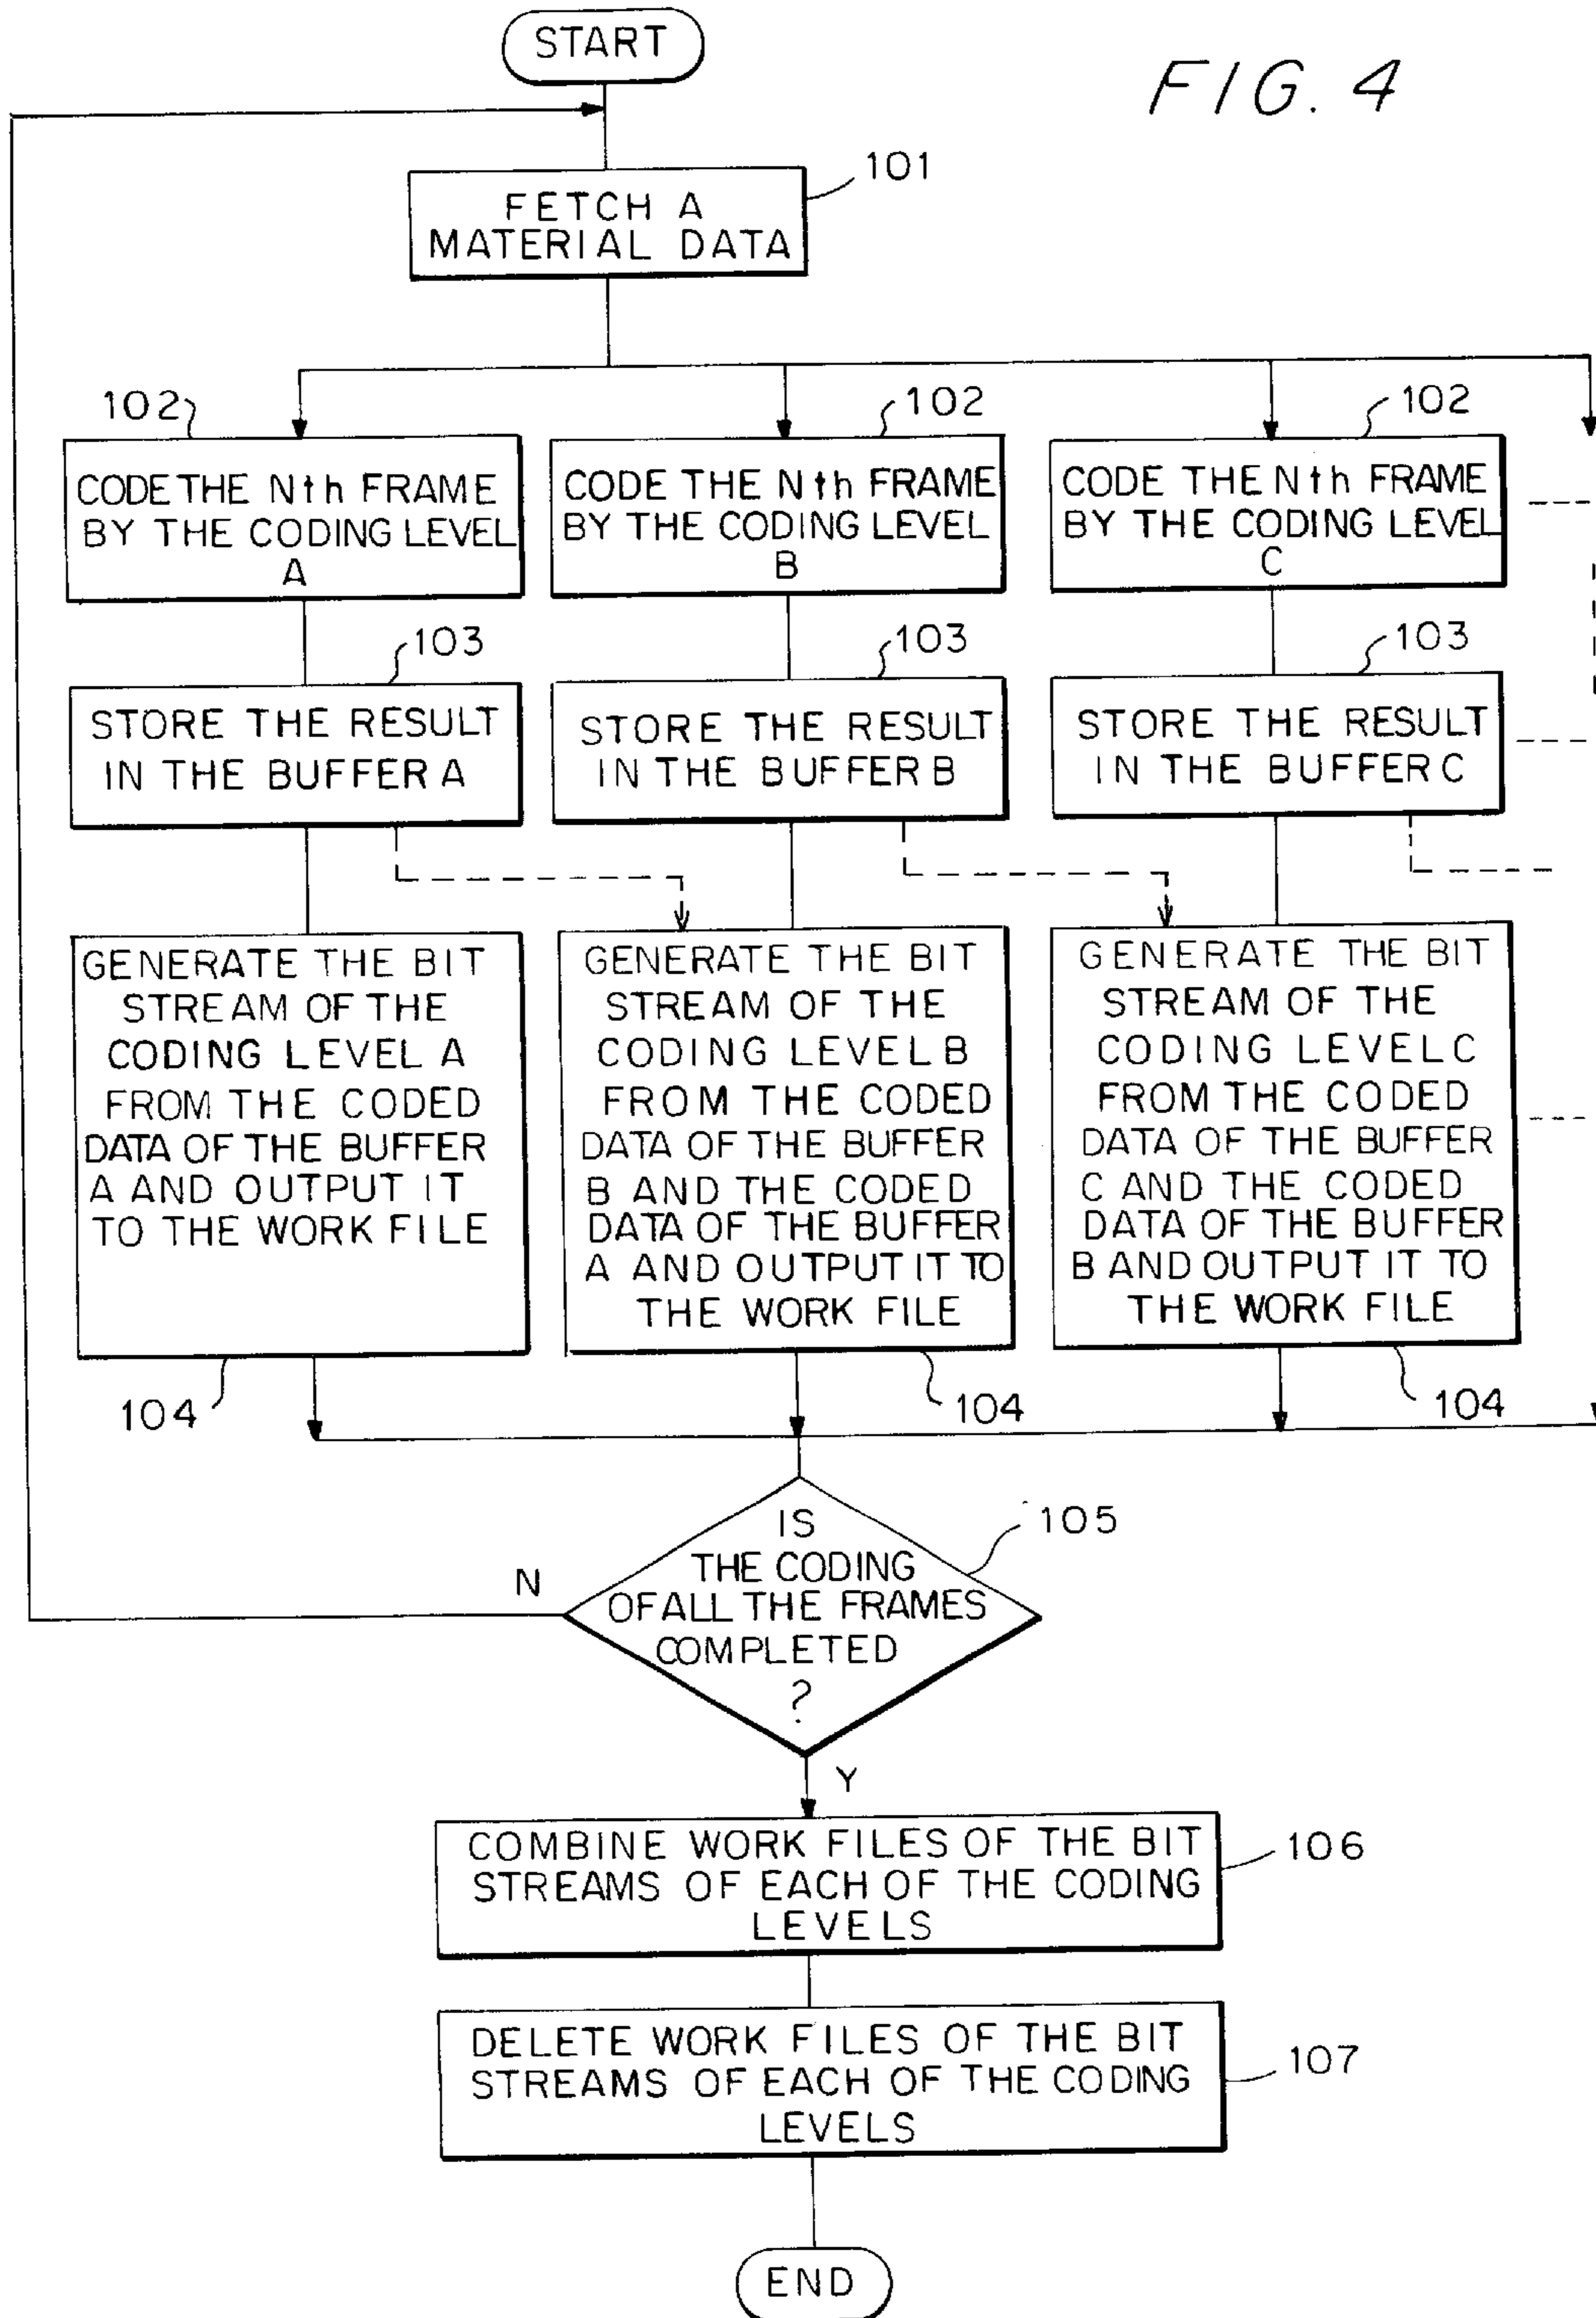 START
FIG. 4
101
FETCH A
MATERIAL DATA
102
CODE THE Nth FRAME
BY THE CODING LEVEL
A
102
CODE THE Nth FRAME
BY THE CODING LEVEL
B
102
CODE THE Nth FRAME
BY THE CODING LEVEL
C
103
STORE THE RESULT
IN THE BUFFER A
103
STORE THE RESULT
IN THE BUFFER B
103
STORE THE RESULT
IN THE BUFFER C
GENERATE THE BIT
STREAM OF THE
CODING LEVEL A
FROM THE CODED
DATA OF THE BUFFER
A AND OUTPUT IT
TO THE WORK FILE
104
GENERATE THE BIT
STREAM OF THE
CODING LEVEL B
FROM THE CODED
DATA OF THE BUFFER
B AND THE CODED
DATA OF THE BUFFER
A AND OUTPUT IT TO
THE WORK FILE
104
GENERATE THE BIT
STREAM OF THE
CODING LEVEL C
FROM THE CODED
DATA OF THE BUFFER
C AND THE CODED
DATA OF THE BUFFER
B AND OUTPUT IT TO
THE WORK FILE
104
IS
THE CODING
OF ALL THE FRAMES
COMPLETED
?
105
N
Y
COMBINE WORK FILES OF THE BIT
STREAMS OF EACH OF THE CODING
LEVELS
106
DELETE WORK FILES OF THE BIT
STREAMS OF EACH OF THE CODING
LEVELS
107
END